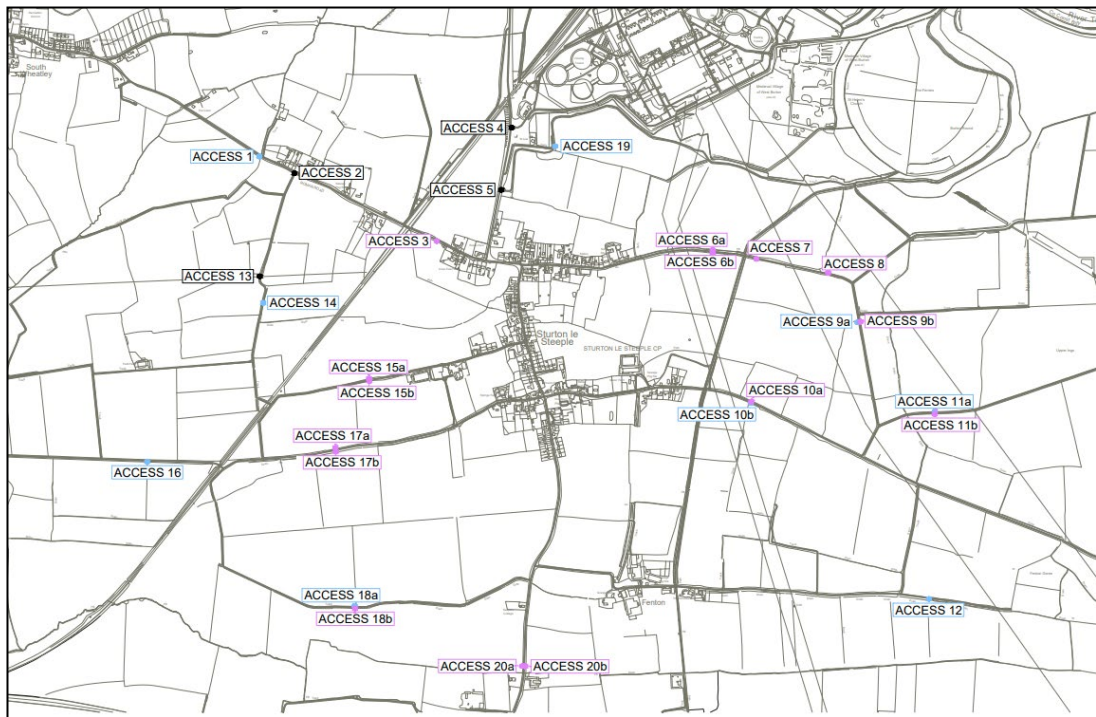 River T
South
Wheatley
ACCESS 4
ACCESS 19
ACCESS 1
ACCESS 2
ACCESS 5
ACCESS 3
ACCESS 6a
ACCESS 6b
ACCESS 7
ACCESS 8
ACCESS 13
ACCESS 14
ACCESS 9a
ACCESS 9b
Sturton le
Steeple
STURTON LE STEEPLE CP
ACCESS 15a
ACCESS 15b
ACCESS 10a
ACCESS 10b
ACCESS 11a
ACCESS 11b
ACCESS 17a
ACCESS 17b
ACCESS 16
ACCESS 18a
ACCESS 18b
Fenton
ACCESS 12
ACCESS 20a
ACCESS 20b